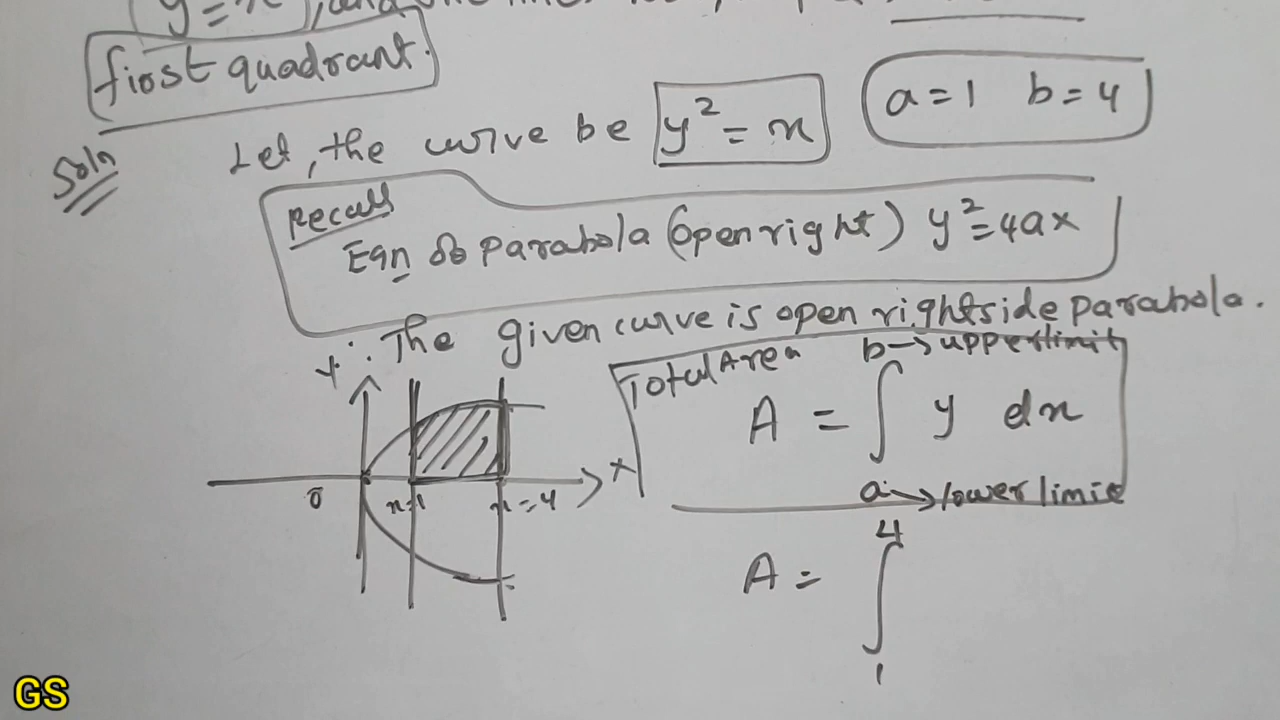 first quadrant.
Soln
Let, the curve be y² = x
a=1 b=4
Recall
Eqn of parabola (open right) y²=4ax
∴ The given curve is open rightside parabola.
Total Area
b→upper limit
A = ∫ y dx
a→lower limit
Y
X
0
x=1
x=4
4
A = ∫
1
GS